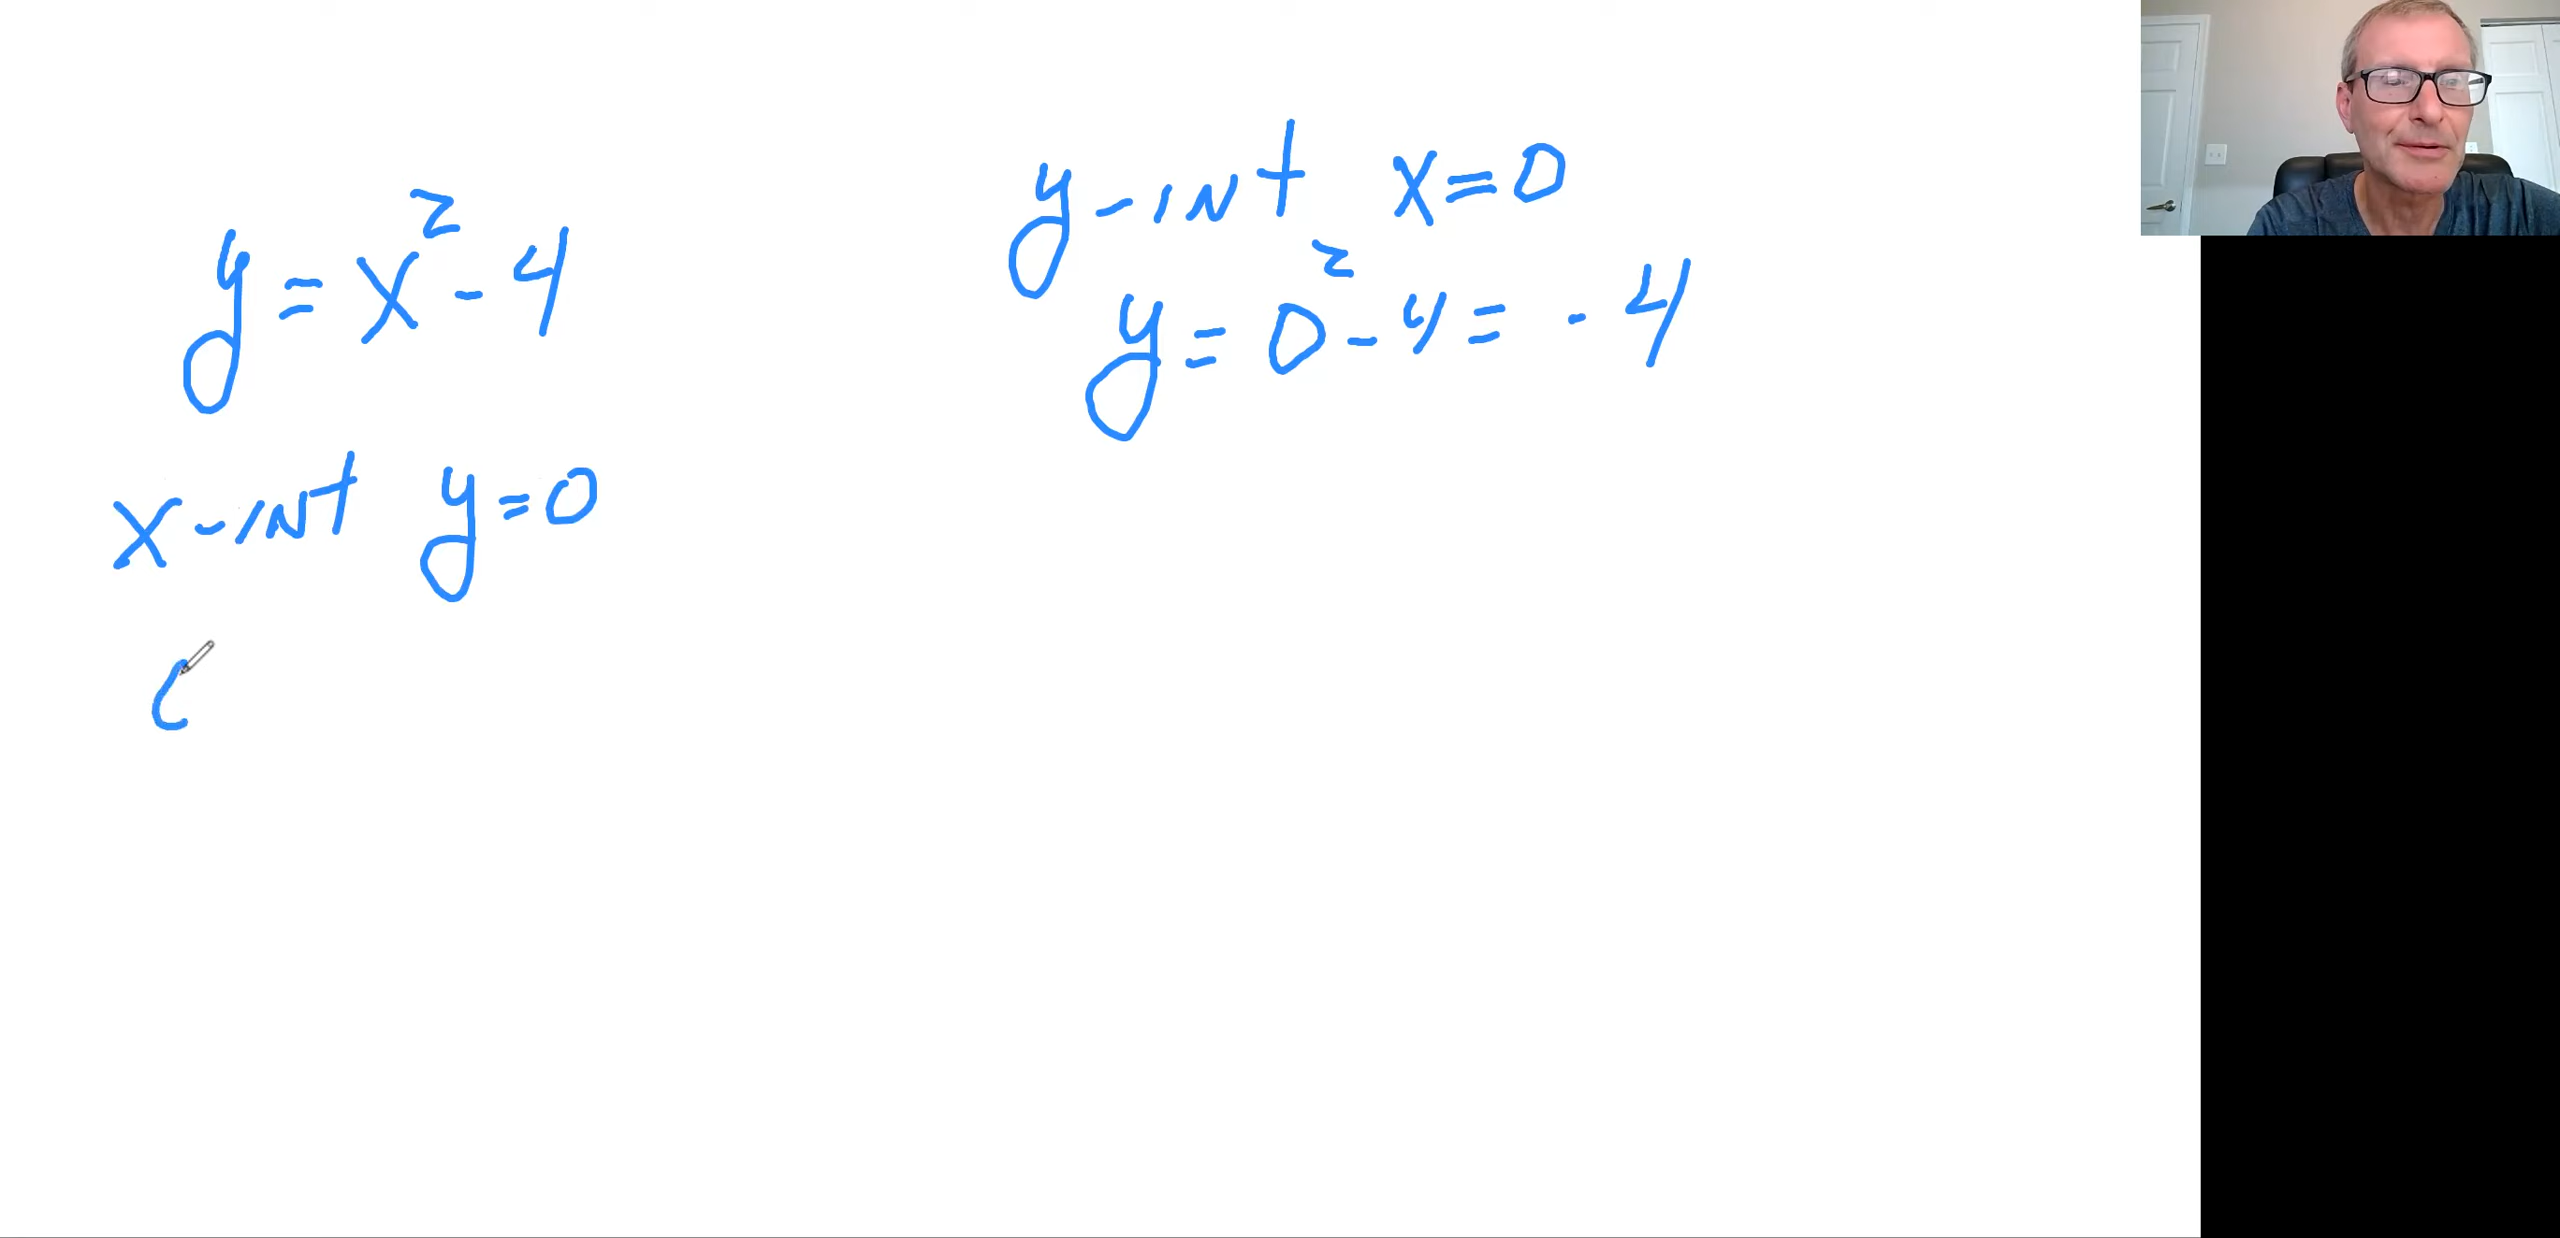 y = x² - 4
x-int y = 0
y-int x = 0
y = 0² - 4 = - 4